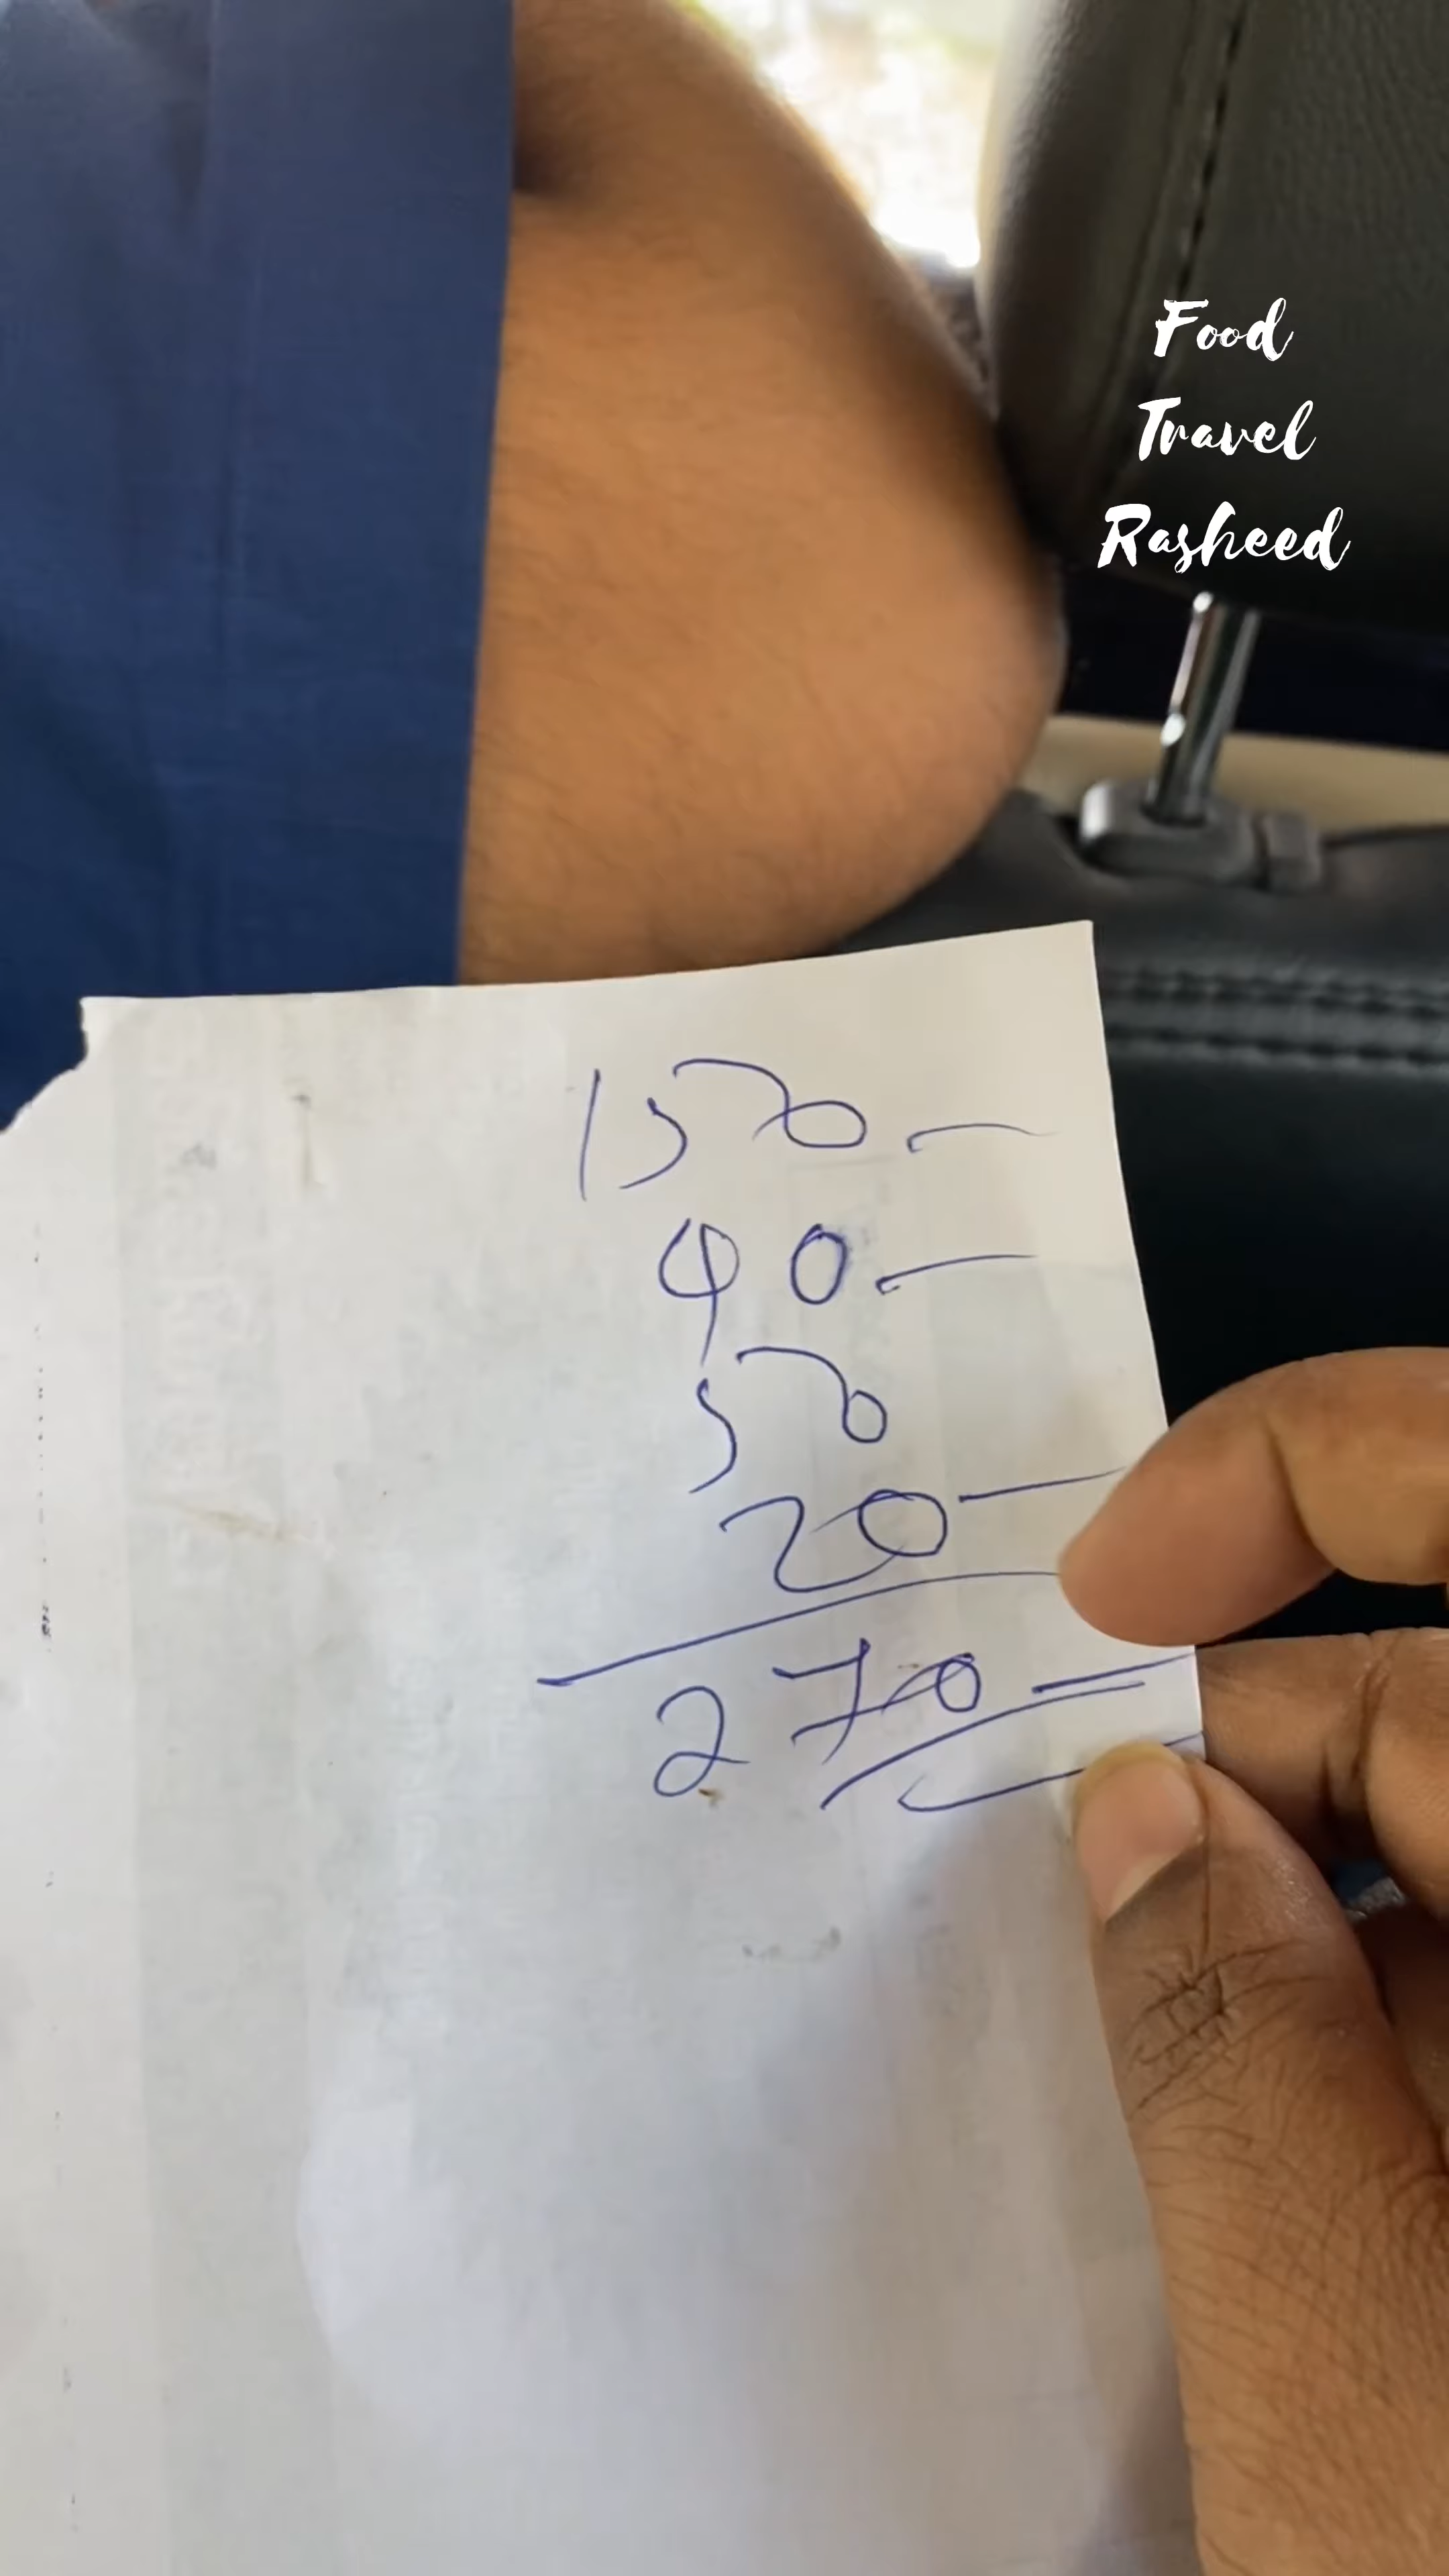 Food
Travel
Rasheed
150 —
40 —
50
20 —
270 =